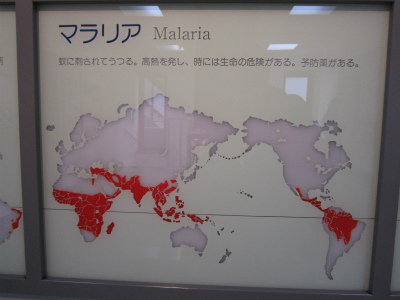 マラリア Malaria
蚊に刺されてうつる。高熱を発し、時には生命の危険がある。予防薬がある。